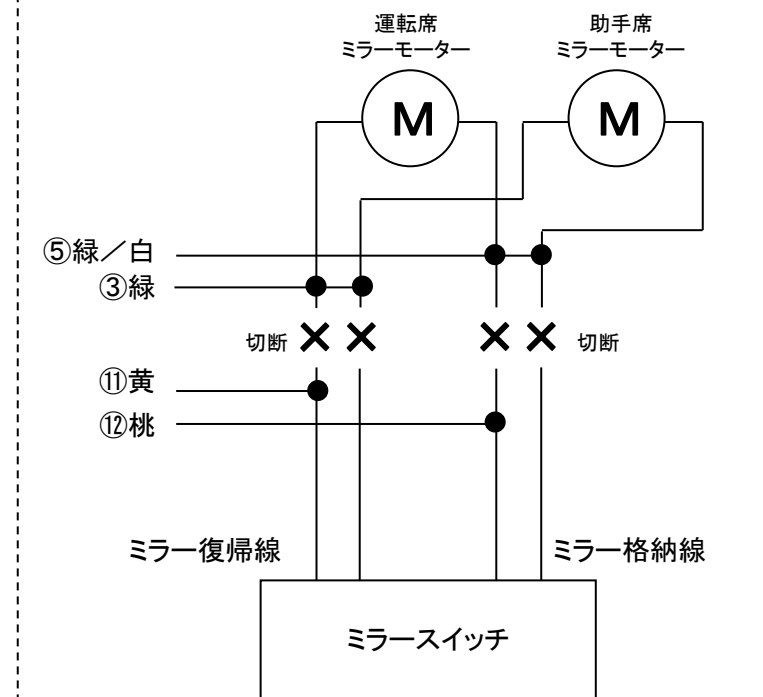 運転席
ミラーモーター
助手席
ミラーモーター
M
M
⑤緑／白
③緑
切断
切断
⑪黄
⑫桃
ミラー復帰線
ミラー格納線
ミラースイッチ